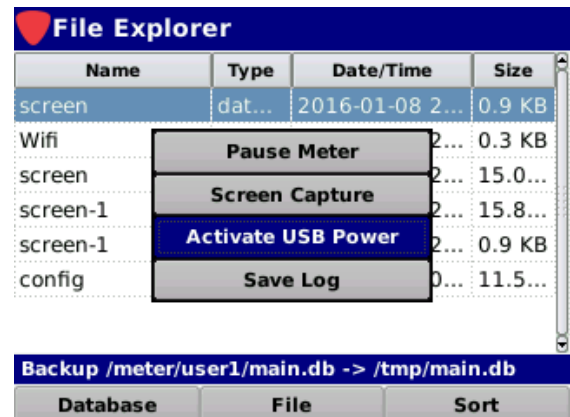 File Explorer
Name Type Date/Time Size
screen dat... 2016-01-08 2... 0.9 KB
Wifi 2... 0.3 KB
Pause Meter
screen 2... 15.0...
Screen Capture
screen-1 2... 15.8...
Activate USB Power
screen-1 2... 0.9 KB
config 0... 11.5...
Save Log
Backup /meter/user1/main.db -> /tmp/main.db
Database File Sort